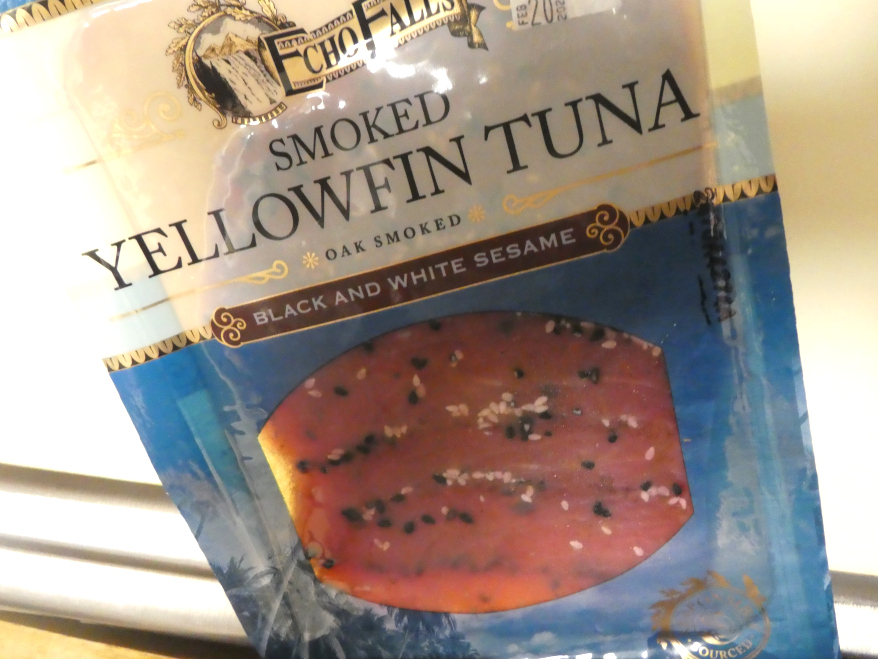 ECHO FALLS
FEB 20
SMOKED
YELLOWFIN TUNA
OAK SMOKED
BLACK AND WHITE SESAME